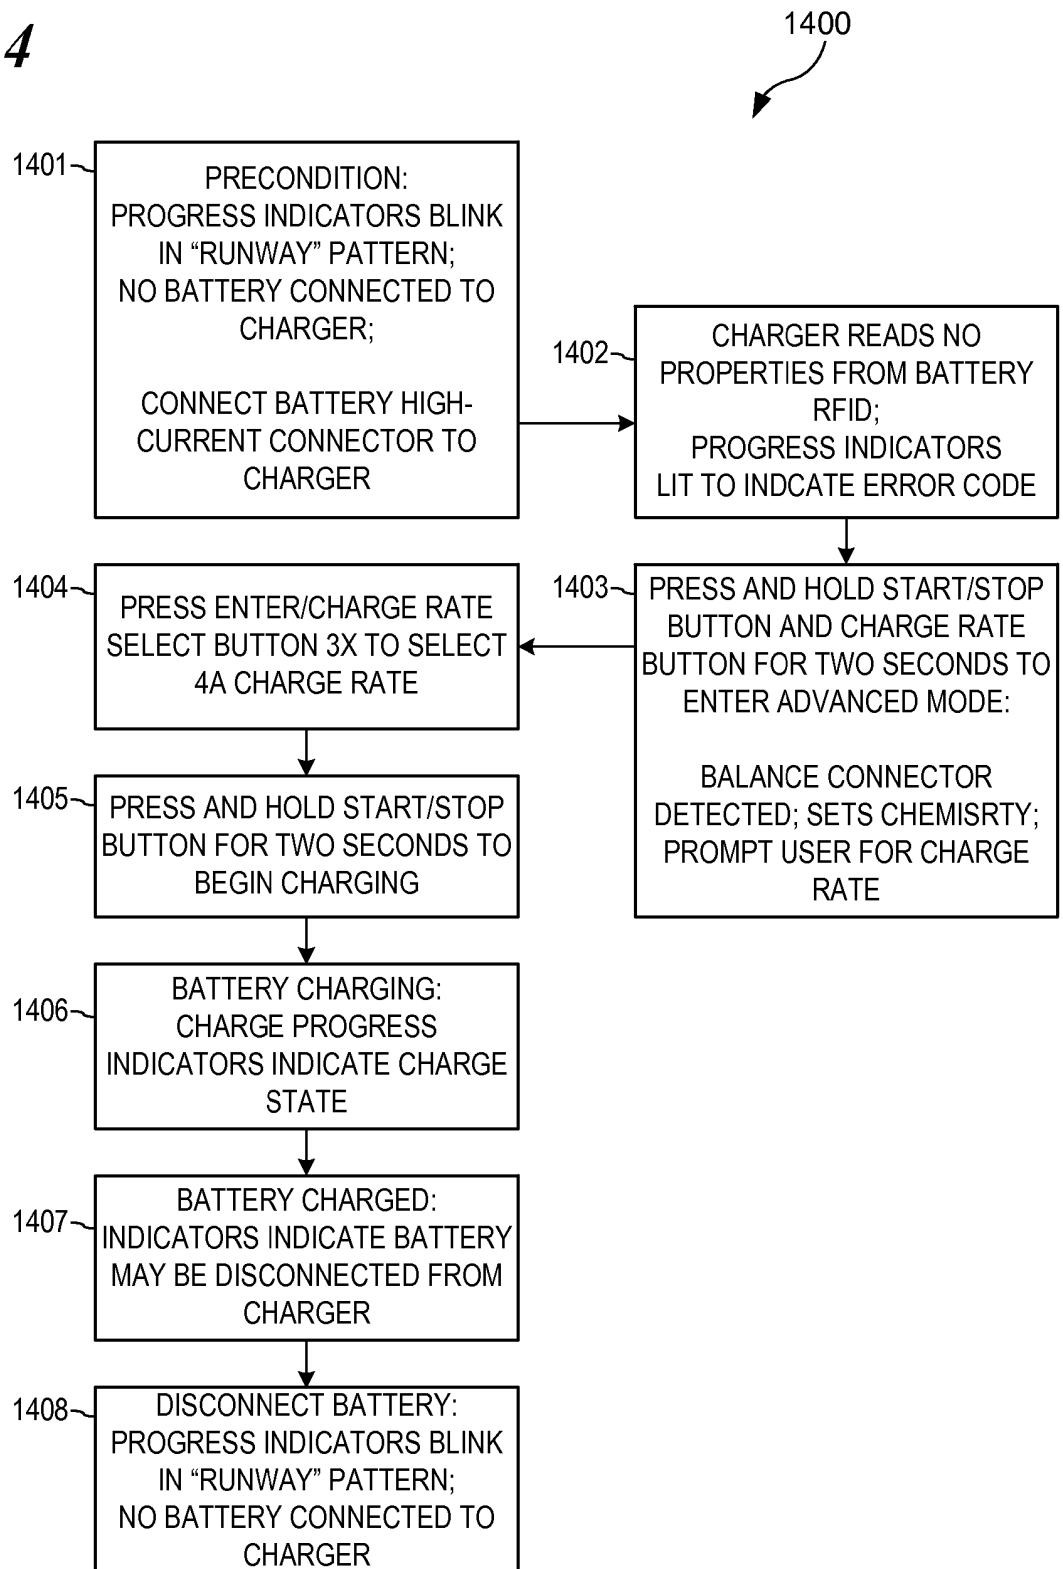 4
1400
1401
PRECONDITION:
PROGRESS INDICATORS BLINK
IN “RUNWAY” PATTERN;
NO BATTERY CONNECTED TO
CHARGER;
CONNECT BATTERY HIGH-
CURRENT CONNECTOR TO
CHARGER
1402
CHARGER READS NO
PROPERTIES FROM BATTERY
RFID;
PROGRESS INDICATORS
LIT TO INDCATE ERROR CODE
1403
PRESS AND HOLD START/STOP
BUTTON AND CHARGE RATE
BUTTON FOR TWO SECONDS TO
ENTER ADVANCED MODE:
BALANCE CONNECTOR
DETECTED; SETS CHEMISRTY;
PROMPT USER FOR CHARGE
RATE
1404
PRESS ENTER/CHARGE RATE
SELECT BUTTON 3X TO SELECT
4A CHARGE RATE
1405
PRESS AND HOLD START/STOP
BUTTON FOR TWO SECONDS TO
BEGIN CHARGING
1406
BATTERY CHARGING:
CHARGE PROGRESS
INDICATORS INDICATE CHARGE
STATE
1407
BATTERY CHARGED:
INDICATORS INDICATE BATTERY
MAY BE DISCONNECTED FROM
CHARGER
1408
DISCONNECT BATTERY:
PROGRESS INDICATORS BLINK
IN “RUNWAY” PATTERN;
NO BATTERY CONNECTED TO
CHARGER